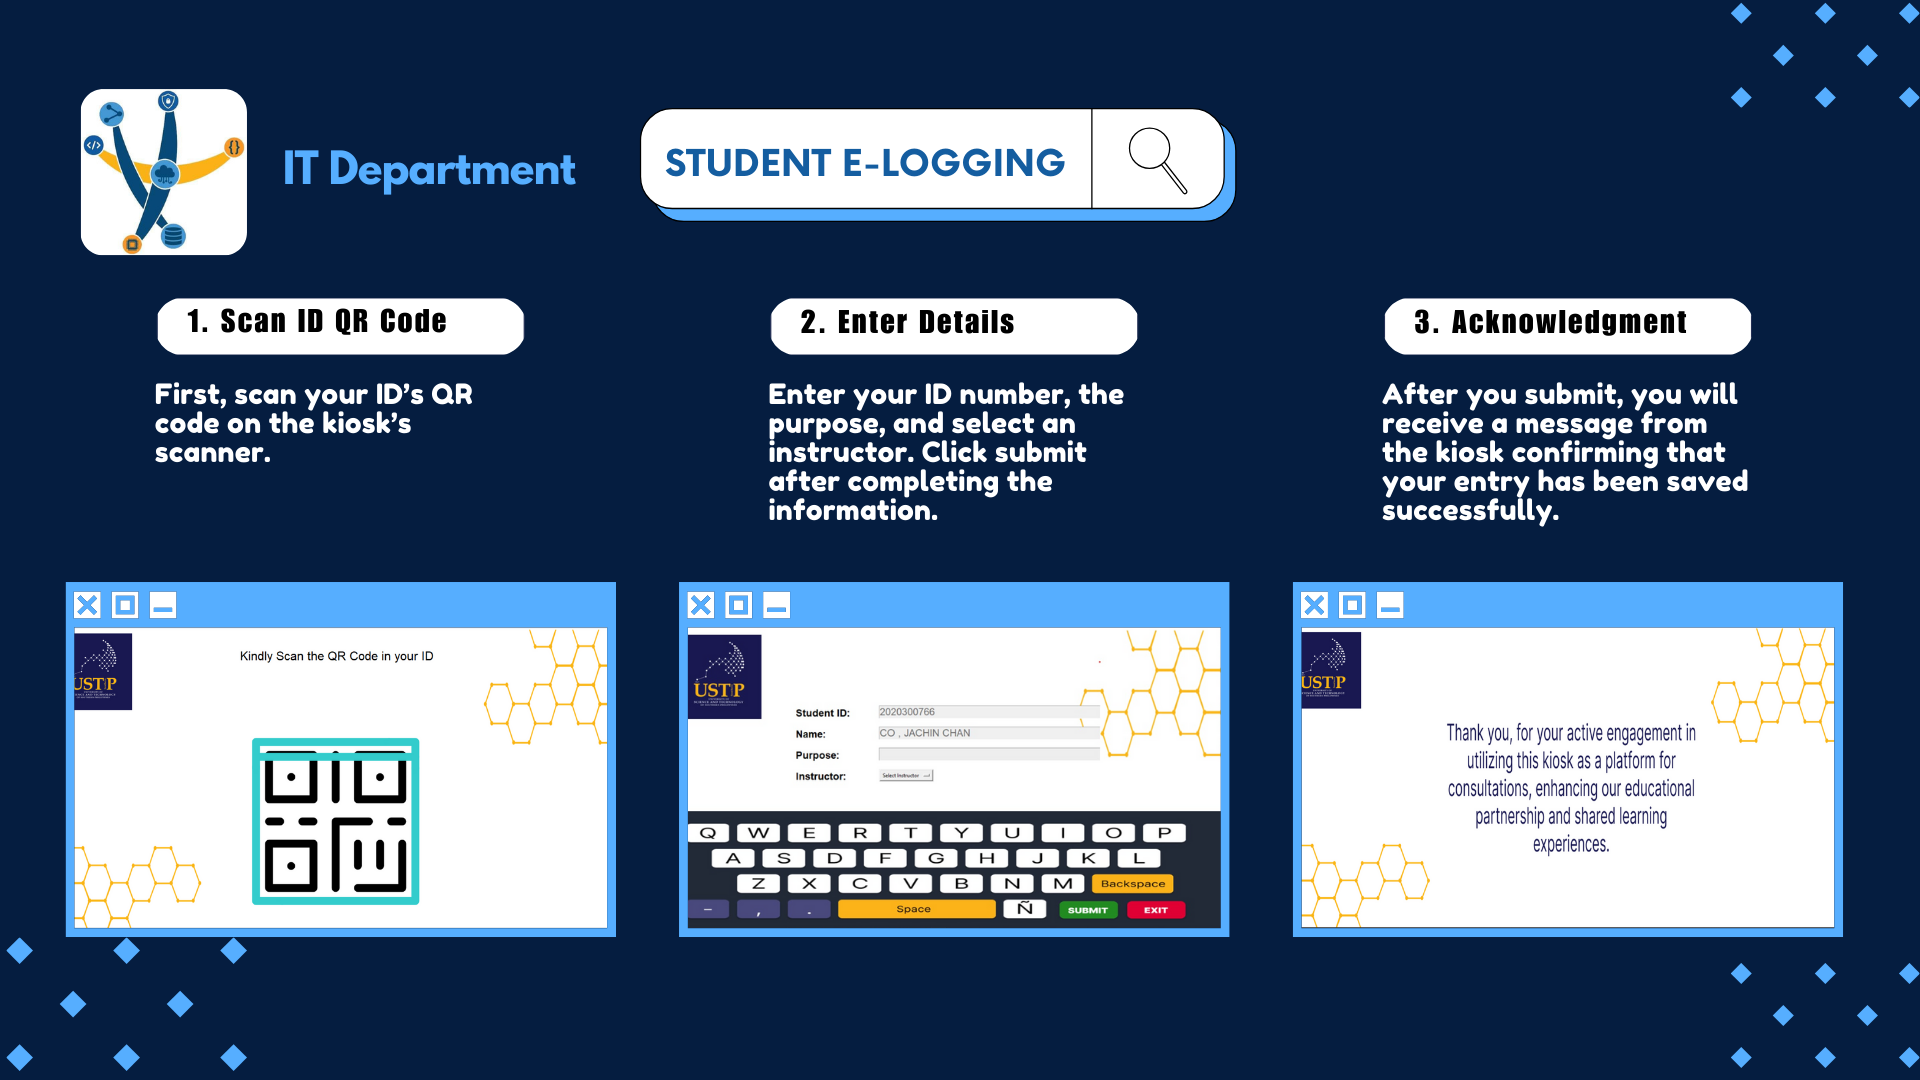 IT Department
STUDENT E-LOGGING
1. Scan ID QR Code
First, scan your ID's QR
code on the kiosk's
scanner.
2. Enter Details
Enter your ID number, the
purpose, and select an
instructor. Click submit
after completing the
information.
3. Acknowledgment
After you submit, you will
receive a message from
the kiosk confirming that
your entry has been saved
successfully.
USTP
Kindly Scan the QR Code in your ID
USTP
Student ID: 2020300766
Name: CO , JACHIN CHAN
Purpose:
Instructor: Select Instructor
Q W E R T Y U I O P
A S D F G H J K L
Z X C V B N M Backspace
- , . Space Ñ SUBMIT EXIT
USTP
Thank you, for your active engagement in
utilizing this kiosk as a platform for
consultations, enhancing our educational
partnership and shared learning
experiences.